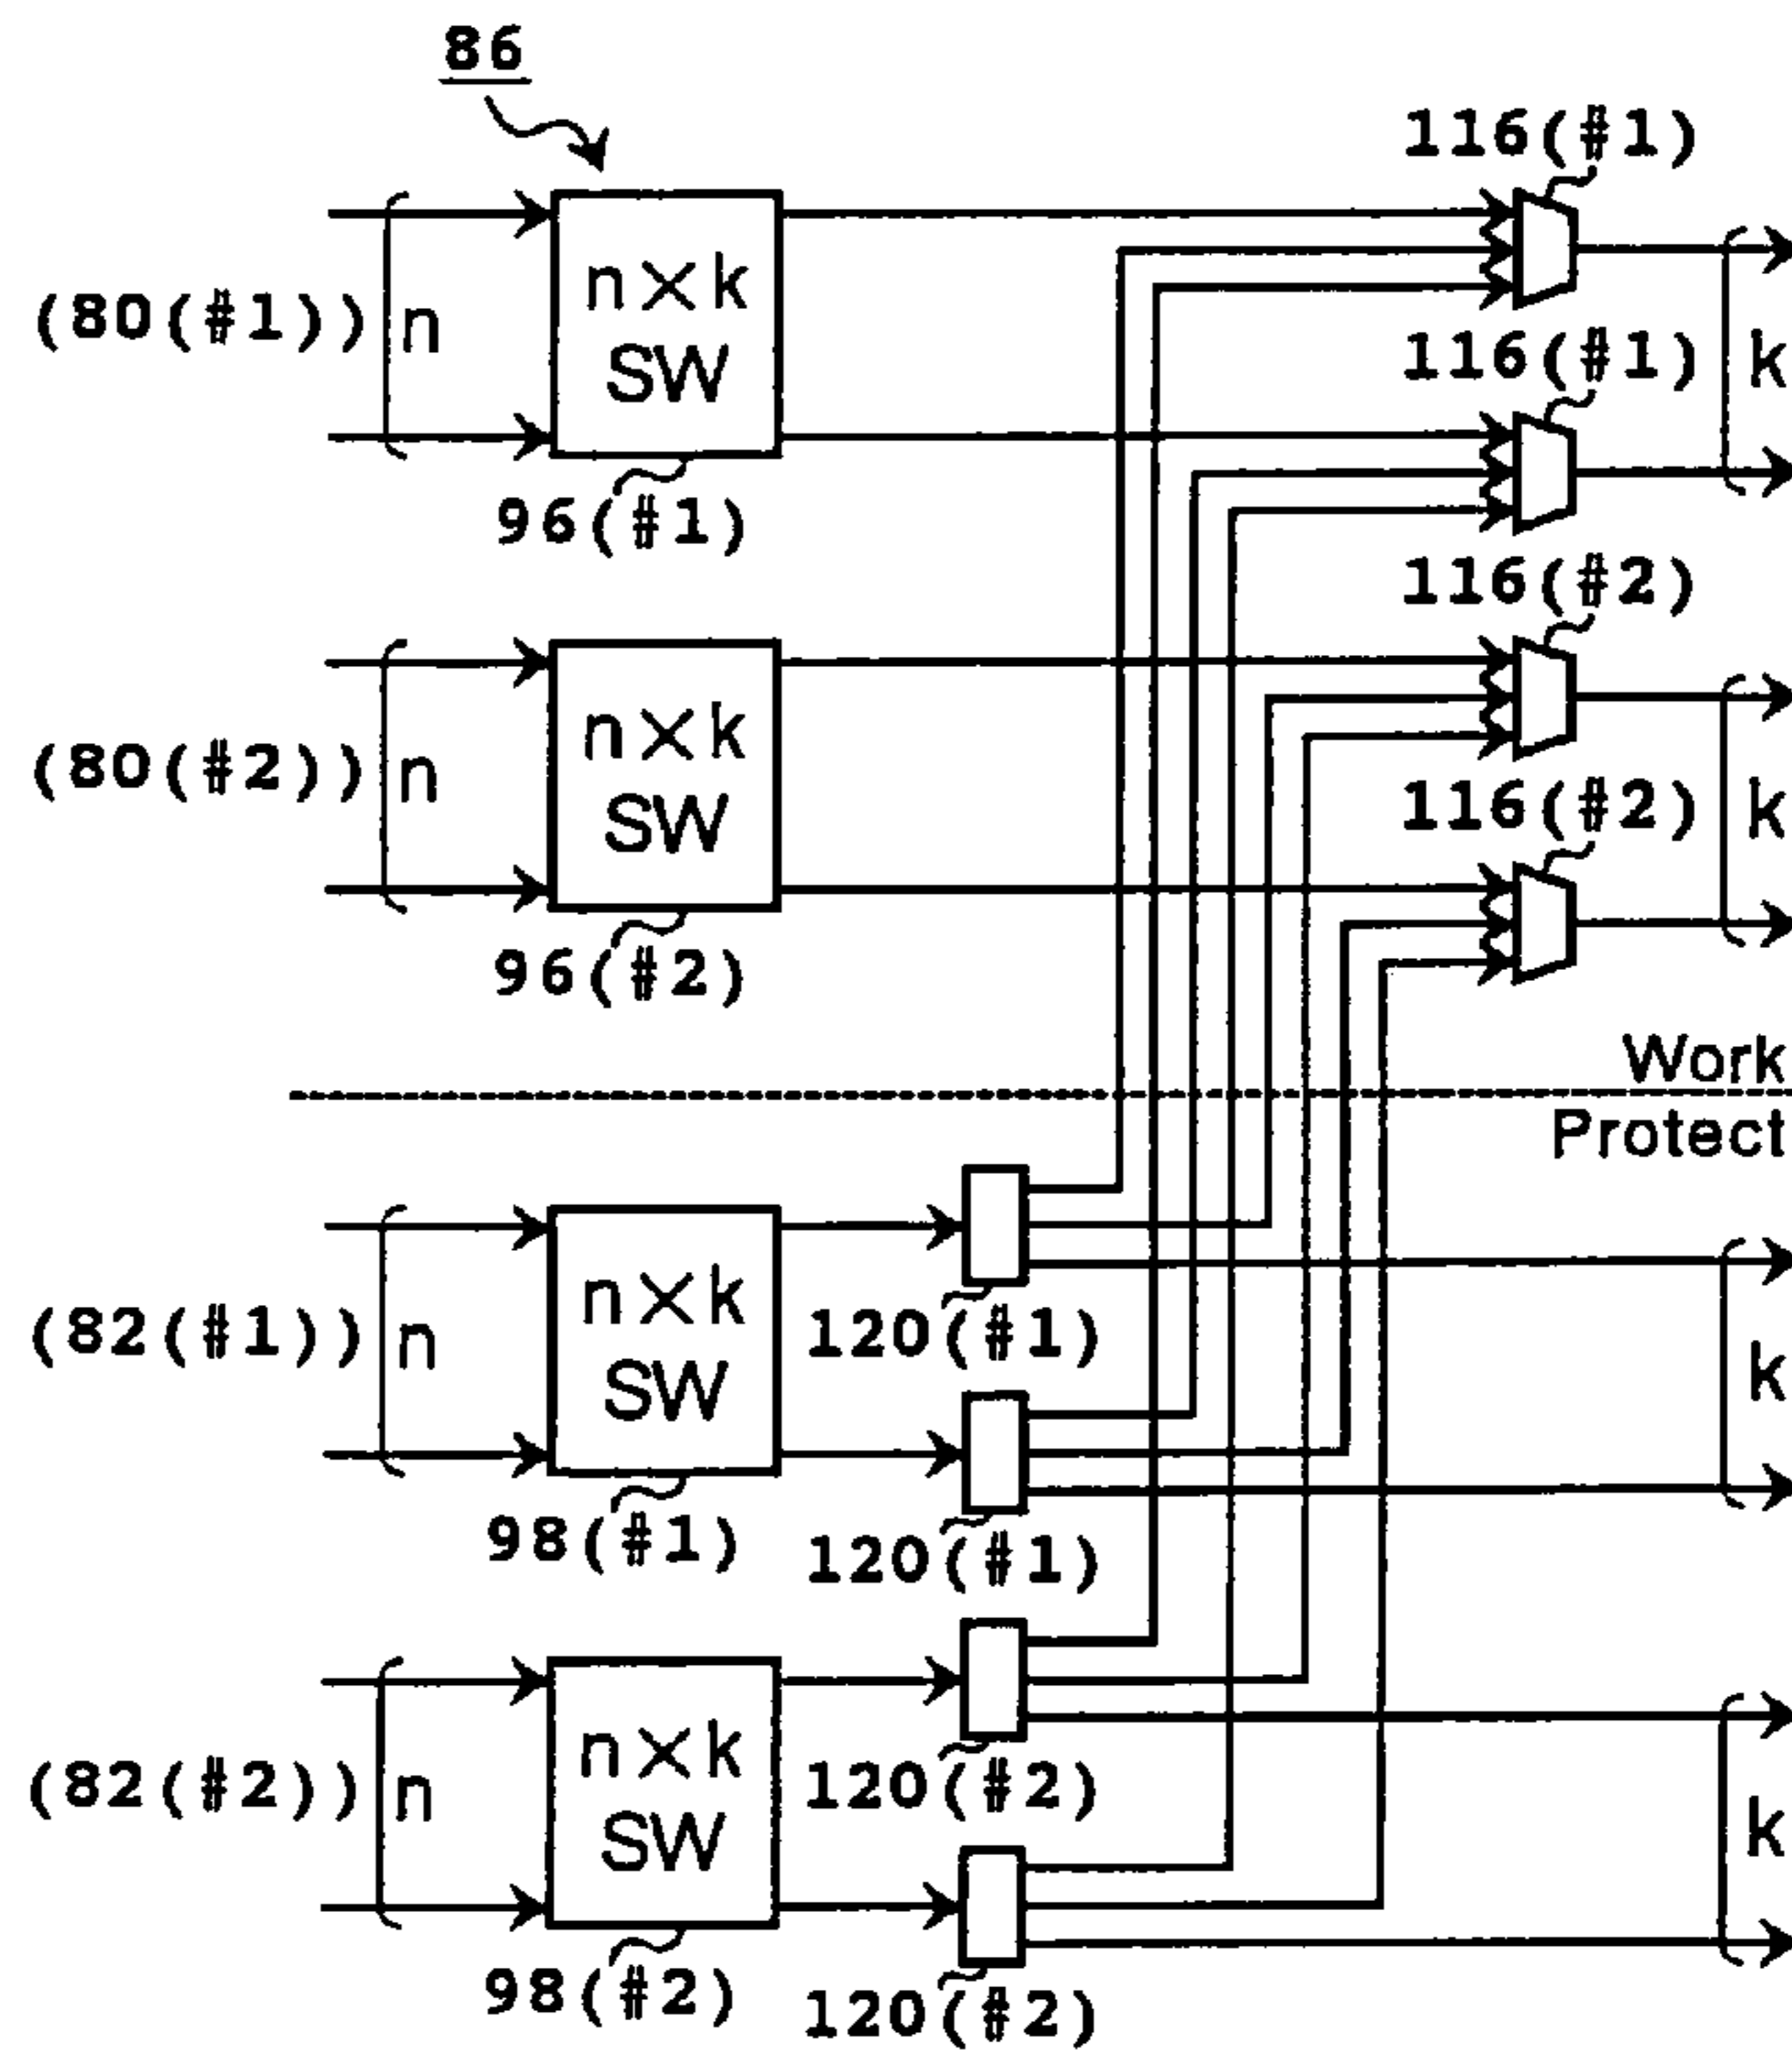 86
116(#1)
(80(#1))
n
n×k
SW
116(#1)
k
96(#1)
116(#2)
(80(#2))
n
n×k
SW
116(#2)
k
96(#2)
Work
Protect
(82(#1))
n
n×k
SW
120(#1)
k
98(#1)
120(#1)
(82(#2))
n
n×k
SW
120(#2)
k
98(#2)
120(#2)